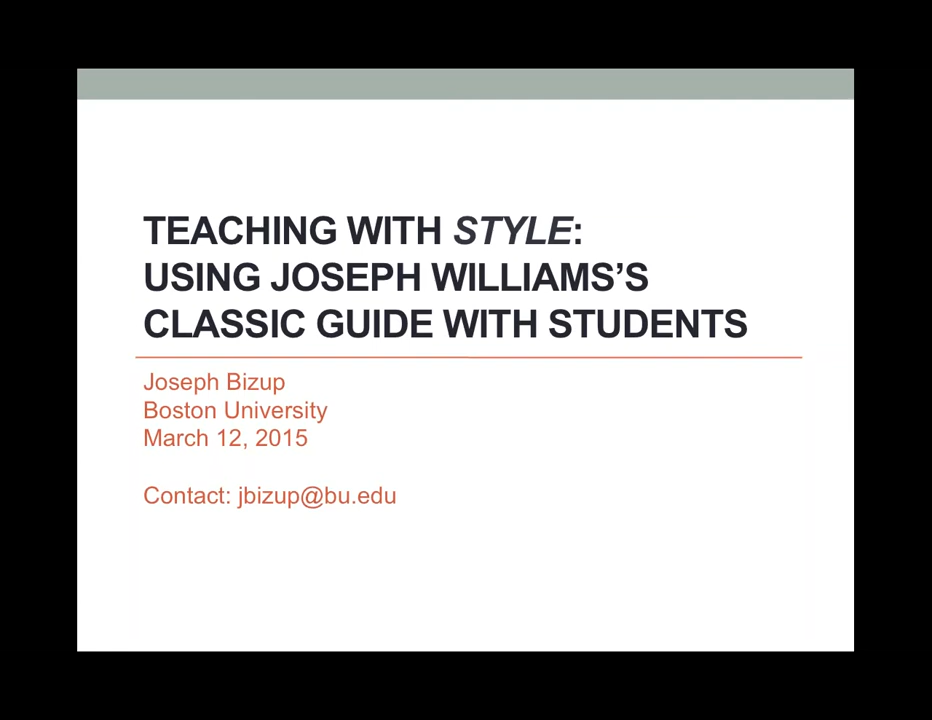 TEACHING WITH STYLE:
USING JOSEPH WILLIAMS’S
CLASSIC GUIDE WITH STUDENTS
Joseph Bizup
Boston University
March 12, 2015
Contact: jbizup@bu.edu